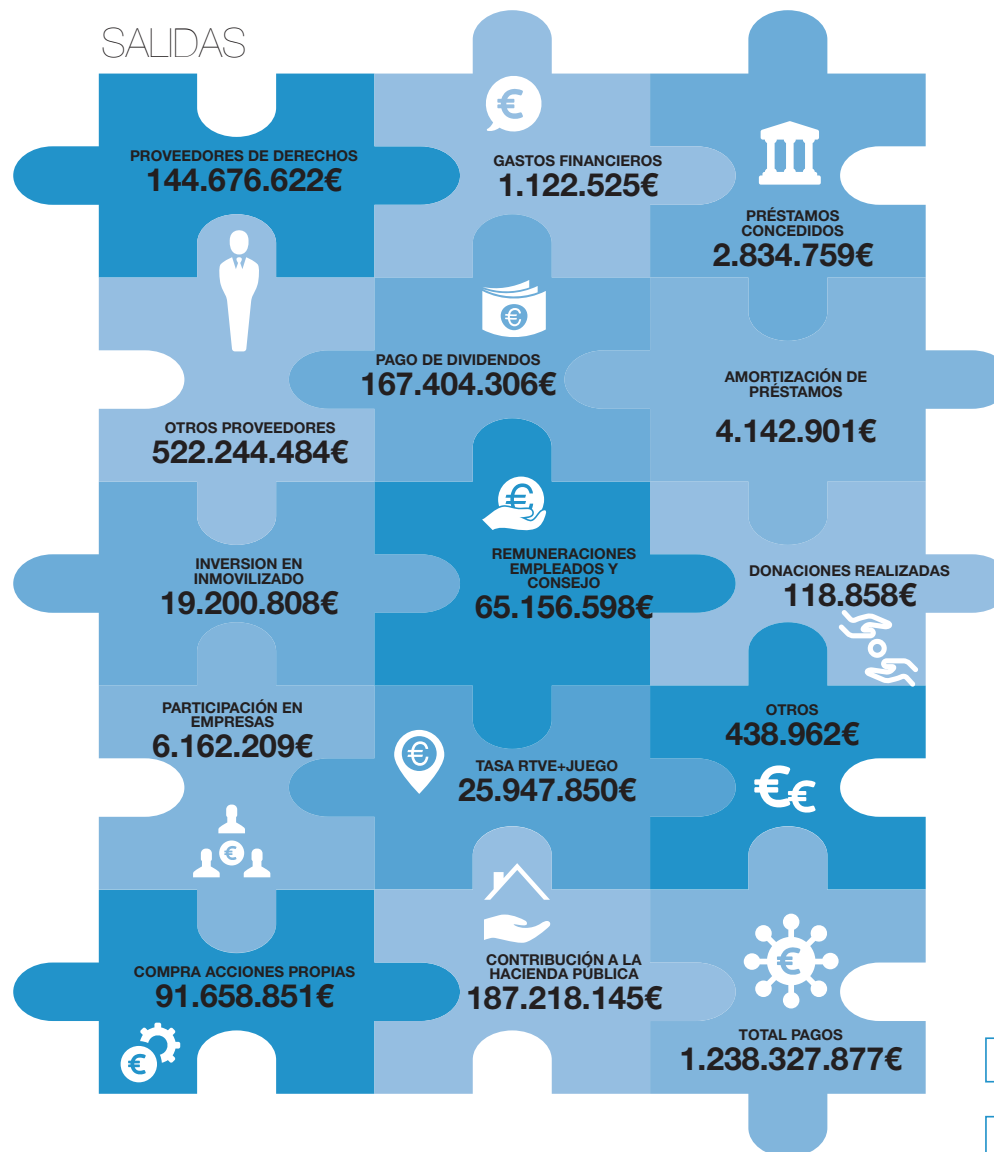 SALIDAS
PROVEEDORES DE DERECHOS
144.676.622€
€
GASTOS FINANCIEROS
1.122.525€
PRÉSTAMOS
CONCEDIDOS
2.834.759€
OTROS PROVEEDORES
522.244.484€
€
PAGO DE DIVIDENDOS
167.404.306€
AMORTIZACIÓN DE
PRÉSTAMOS
4.142.901€
INVERSION EN
INMOVILIZADO
19.200.808€
€
REMUNERACIONES
EMPLEADOS Y
CONSEJO
65.156.598€
DONACIONES REALIZADAS
118.858€
PARTICIPACIÓN EN
EMPRESAS
6.162.209€
€
€
TASA RTVE+JUEGO
25.947.850€
OTROS
438.962€
€€
COMPRA ACCIONES PROPIAS
91.658.851€
€
CONTRIBUCIÓN A LA
HACIENDA PÚBLICA
187.218.145€
€
TOTAL PAGOS
1.238.327.877€